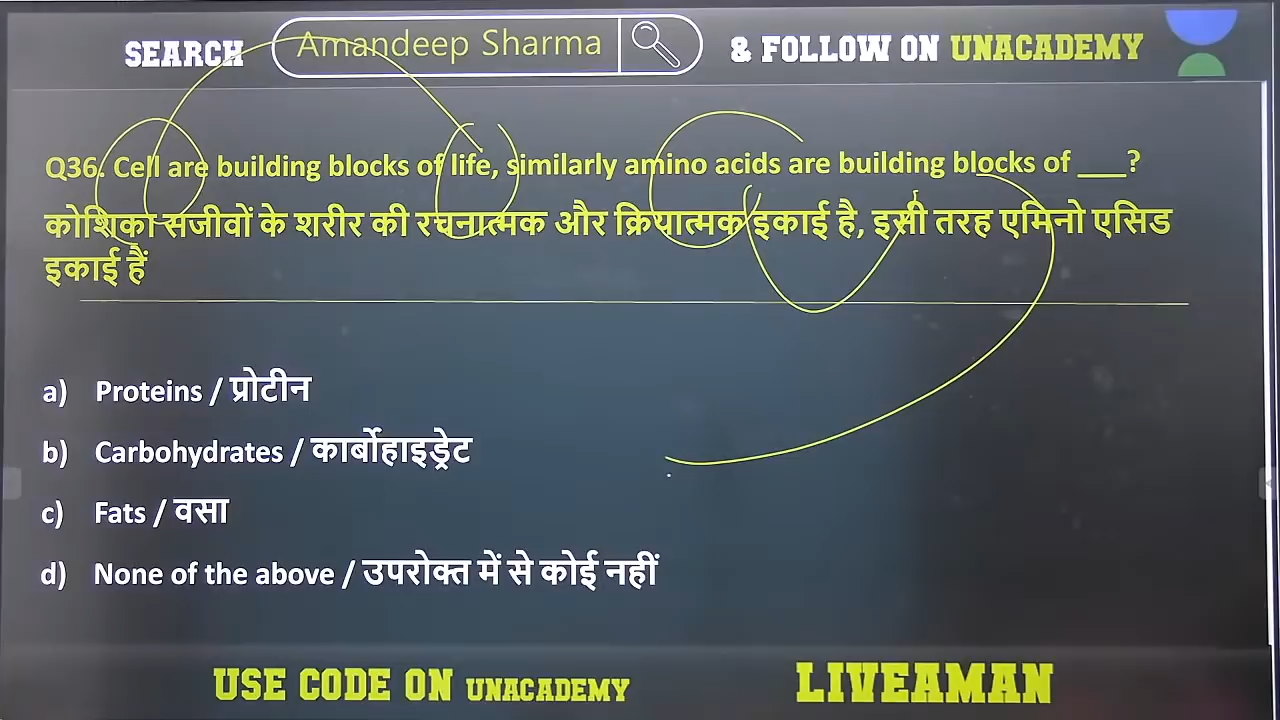 SEARCH Amandeep Sharma & FOLLOW ON UNACADEMY
Q36. Cell are building blocks of life, similarly amino acids are building blocks of ___?
कोशिका सजीवों के शरीर की रचनात्मक और क्रियात्मक इकाई है, इसी तरह एमिनो एसिड
इकाई हैं
a) Proteins / प्रोटीन
b) Carbohydrates / कार्बोहाइड्रेट
c) Fats / वसा
d) None of the above / उपरोक्त में से कोई नहीं
USE CODE ON UNACADEMY LIVEAMAN